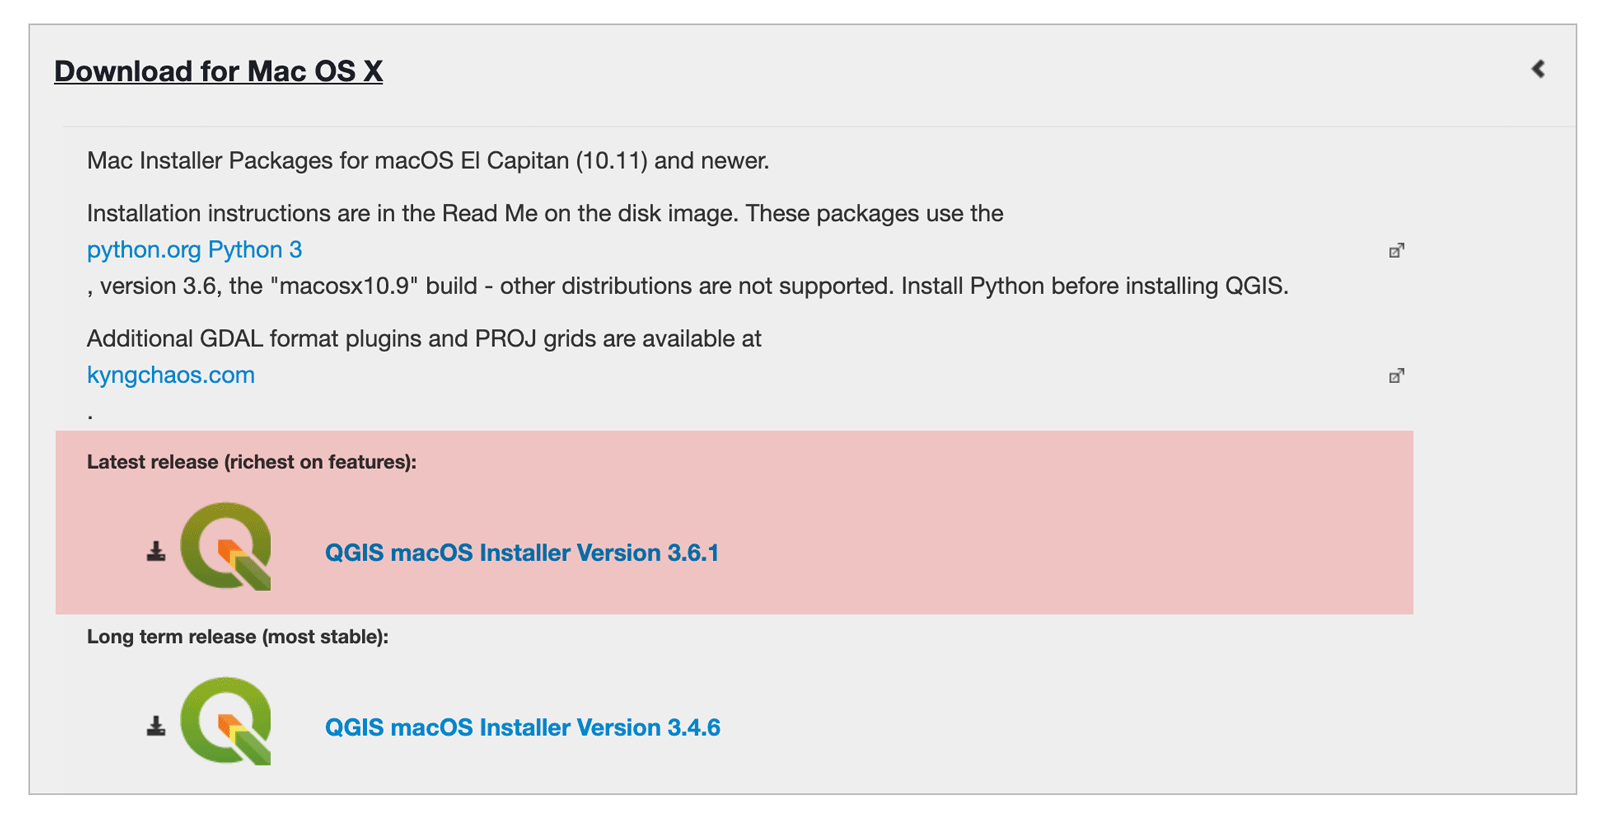 Download for Mac OS X
Mac Installer Packages for macOS El Capitan (10.11) and newer.
Installation instructions are in the Read Me on the disk image. These packages use the
python.org Python 3
, version 3.6, the "macosx10.9" build - other distributions are not supported. Install Python before installing QGIS.
Additional GDAL format plugins and PROJ grids are available at
kyngchaos.com
.
Latest release (richest on features):
QGIS macOS Installer Version 3.6.1
Long term release (most stable):
QGIS macOS Installer Version 3.4.6